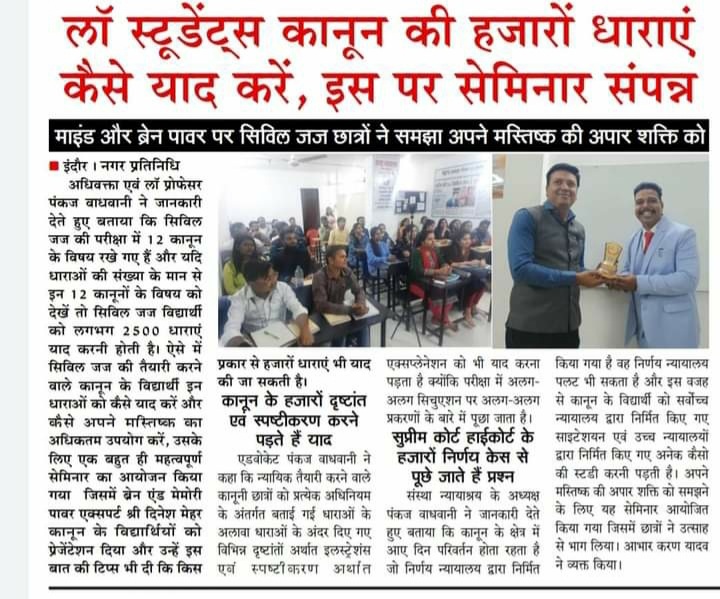 लॉ स्टूडेंट्स कानून की हजारों धाराएं
कैसे याद करें, इस पर सेमिनार संपन्न
माइंड और ब्रेन पावर पर सिविल जज छात्रों ने समझा अपने मस्तिष्क की अपार शक्ति को
इंदौर । नगर प्रतिनिधि
अधिवक्ता एवं लॉ प्रोफेसर
पंकज वाधवानी ने जानकारी
देते हुए बताया कि सिविल
जज की परीक्षा में 12 कानून
के विषय रखे गए हैं और यदि
धाराओं की संख्या के मान से
इन 12 कानूनों के विषय को
देखें तो सिविल जज विद्यार्थी
को लगभग 2500 धाराएं
याद करनी होती है। ऐसे में
सिविल जज की तैयारी करने
वाले कानून के विद्यार्थी इन
धाराओं को कैसे याद करें और
कैसे अपने मस्तिष्क का
अधिकतम उपयोग करें, उसके
लिए एक बहुत ही महत्वपूर्ण
सेमिनार का आयोजन किया
गया जिसमें ब्रेन एंड मेमोरी
पावर एक्सपर्ट श्री दिनेश मेहर
कानून के विद्यार्थियों को
प्रेजेंटेशन दिया और उन्हें इस
बात की टिप्स भी दी कि किस
प्रकार से हजारों धाराएं भी याद
की जा सकती है।
कानून के हजारों दृष्टांत
एवं स्पष्टीकरण करने
पड़ते हैं याद
एडवोकेट पंकज वाधवानी ने
कहा कि न्यायिक तैयारी करने वाले
कानूनी छात्रों को प्रत्येक अधिनियम
के अंतर्गत बताई गई धाराओं के
अलावा धाराओं के अंदर दिए गए
विभिन्न दृष्टांतों अर्थात इलस्ट्रेशंस
एवं स्पष्टीकरण अर्थात
एक्सप्लेनेशन को भी याद करना
पड़ता है क्योंकि परीक्षा में अलग-
अलग सिचुएशन पर अलग-अलग
प्रकरणों के बारे में पूछा जाता है।
सुप्रीम कोर्ट हाईकोर्ट के
हजारों निर्णय केस से
पूछे जाते हैं प्रश्न
संस्था न्यायाश्रय के अध्यक्ष
पंकज वाधवानी ने जानकारी देते
हुए बताया कि कानून के क्षेत्र में
आए दिन परिवर्तन होता रहता है
जो निर्णय न्यायालय द्वारा निर्मित
किया गया है वह निर्णय न्यायालय
पलट भी सकता है और इस वजह
से कानून के विद्यार्थी को सर्वोच्च
न्यायालय द्वारा निर्मित किए गए
साइटेशन एवं उच्च न्यायालयों
द्वारा निर्मित किए गए अनेक कैसो
की स्टडी करनी पड़ती है। अपने
मस्तिष्क की अपार शक्ति को समझने
के लिए यह सेमिनार आयोजित
किया गया जिसमें छात्रों ने उत्साह
से भाग लिया। आभार करण यादव
ने व्यक्त किया।